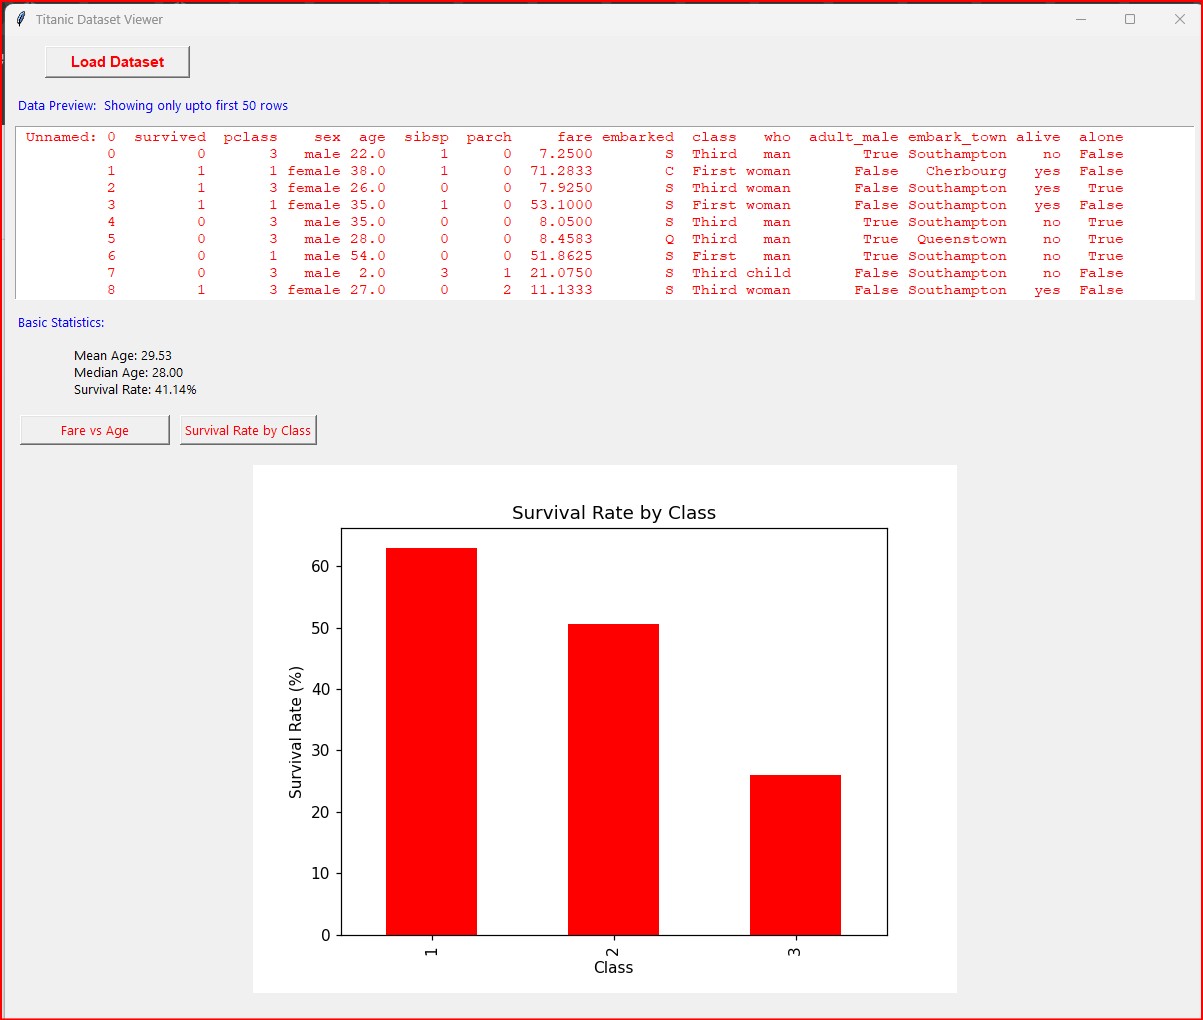 Titanic Dataset Viewer
Load Dataset
Data Preview:  Showing only upto first 50 rows
Unnamed: 0  survived  pclass    sex  age  sibsp  parch     fare embarked  class   who  adult_male embark_town alive  alone
0         0       3   male 22.0      1      0   7.2500        S  Third   man        True Southampton    no  False
1         1       1 female 38.0      1      0  71.2833        C  First woman       False   Cherbourg   yes  False
2         1       3 female 26.0      0      0   7.9250        S  Third woman       False Southampton   yes   True
3         1       1 female 35.0      1      0  53.1000        S  First woman       False Southampton   yes  False
4         0       3   male 35.0      0      0   8.0500        S  Third   man        True Southampton    no   True
5         0       3   male 28.0      0      0   8.4583        Q  Third   man        True  Queenstown    no   True
6         0       1   male 54.0      0      0  51.8625        S  First   man        True Southampton    no   True
7         0       3   male  2.0      3      1  21.0750        S  Third child       False Southampton    no  False
8         1       3 female 27.0      0      2  11.1333        S  Third woman       False Southampton   yes  False
Basic Statistics:
Mean Age: 29.53
Median Age: 28.00
Survival Rate: 41.14%
Fare vs Age
Survival Rate by Class
Survival Rate by Class
Survival Rate (%)
60
50
40
30
20
10
0
1
2
3
Class